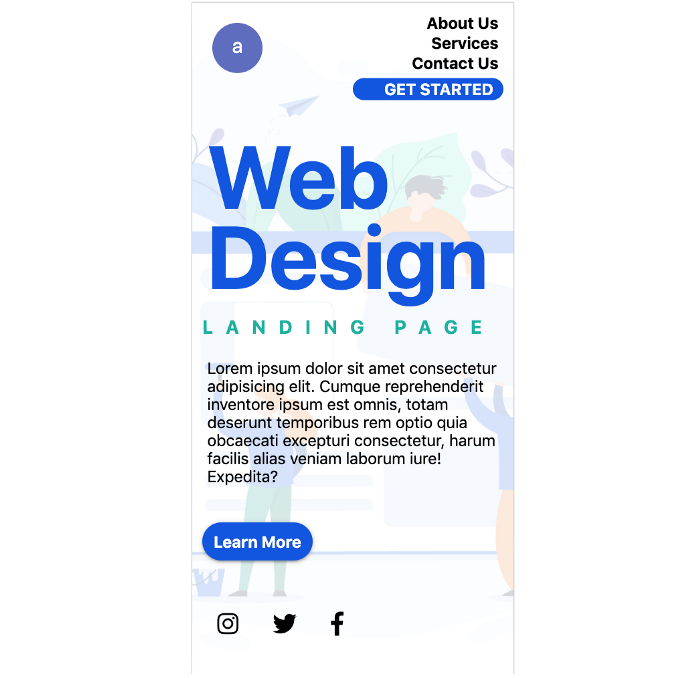 a
About Us
Services
Contact Us
GET STARTED
Web
Design
LANDING PAGE
Lorem ipsum dolor sit amet consectetur
adipisicing elit. Cumque reprehenderit
inventore ipsum est omnis, totam
deserunt temporibus rem optio quia
obcaecati excepturi consectetur, harum
facilis alias veniam laborum iure!
Expedita?
Learn More